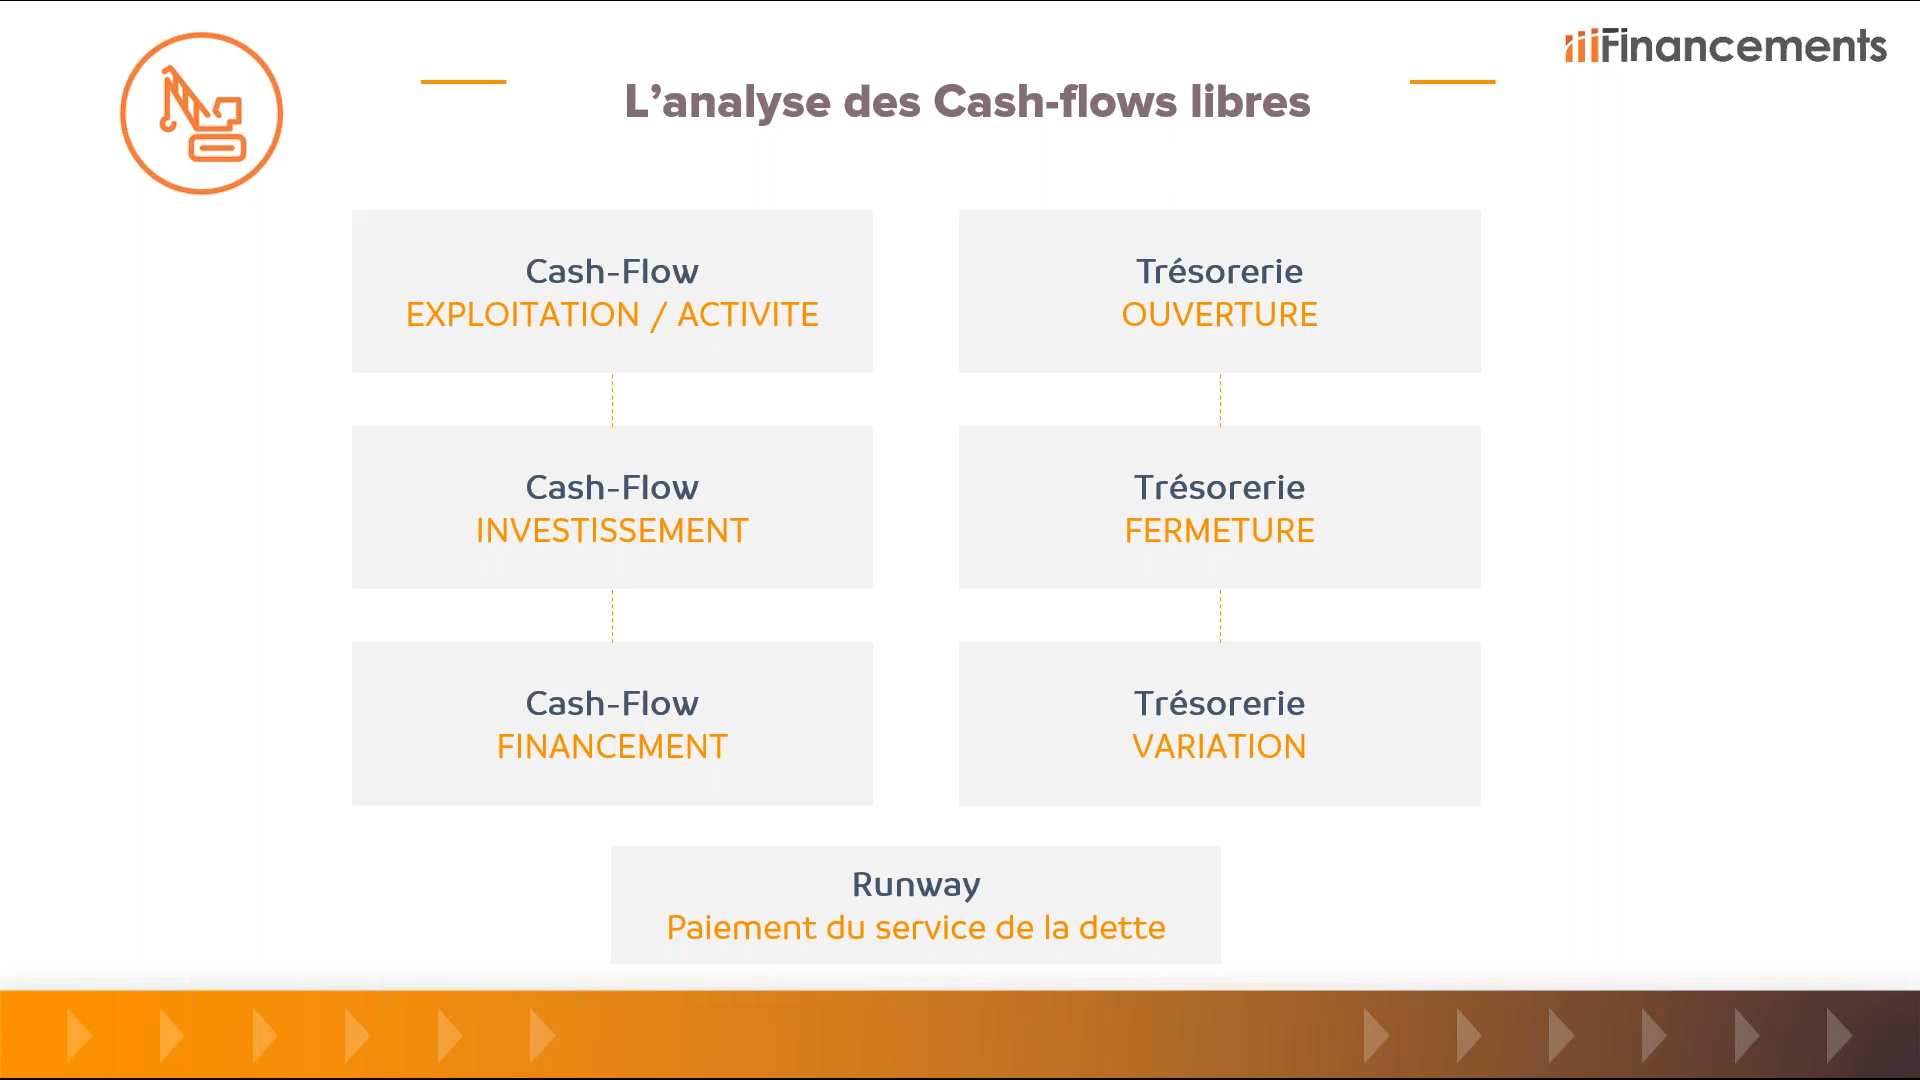 Financements
L'analyse des Cash-flows libres
Cash-Flow
EXPLOITATION / ACTIVITE
Trésorerie
OUVERTURE
Cash-Flow
INVESTISSEMENT
Trésorerie
FERMETURE
Cash-Flow
FINANCEMENT
Trésorerie
VARIATION
Runway
Paiement du service de la dette